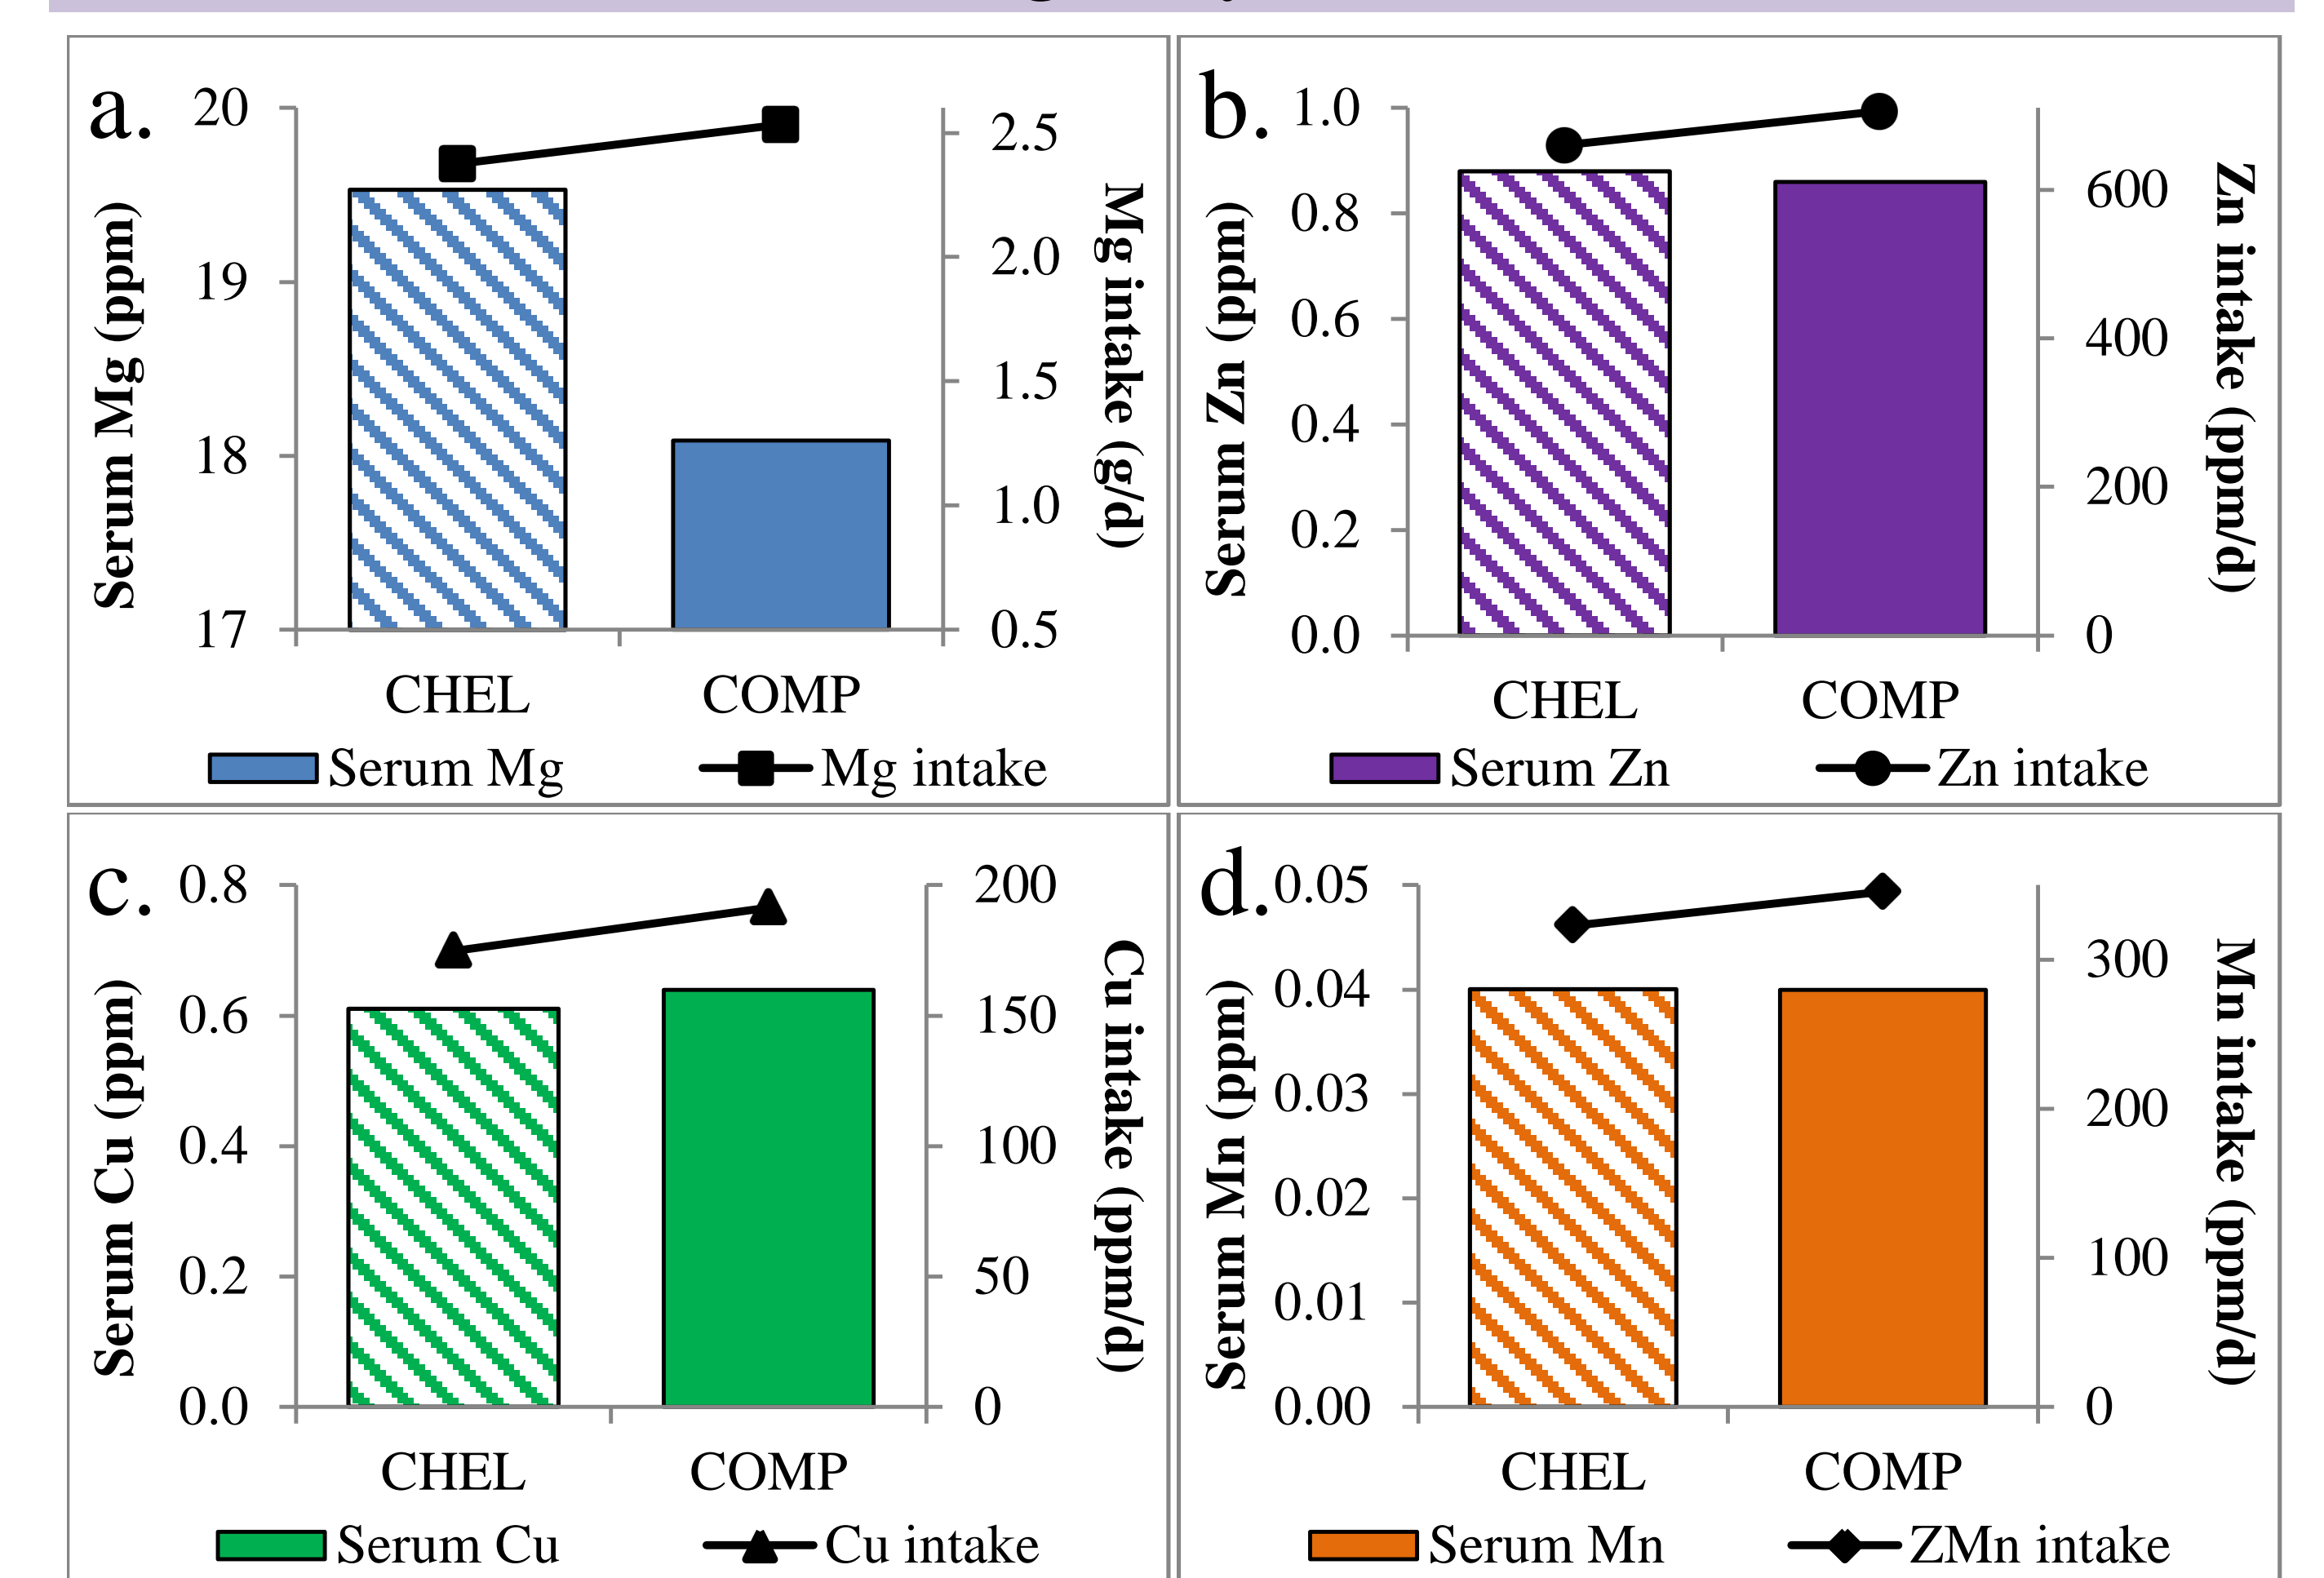 a.
20
19
18
17
Serum Mg (ppm)
2.5
2.0
1.5
1.0
0.5
Mg intake (g/d)
CHEL COMP
Serum Mg Mg intake
b.
1.0
0.8
0.6
0.4
0.2
0.0
Serum Zn (ppm)
600
400
200
0
Zn intake (ppm/d)
CHEL COMP
Serum Zn Zn intake
c.
0.8
0.6
0.4
0.2
0.0
Serum Cu (ppm)
200
150
100
50
0
Cu intake (ppm/d)
CHEL COMP
Serum Cu Cu intake
d.
0.05
0.04
0.03
0.02
0.01
0.00
Serum Mn (ppm)
300
200
100
0
Mn intake (ppm/d)
CHEL COMP
Serum Mn ZMn intake